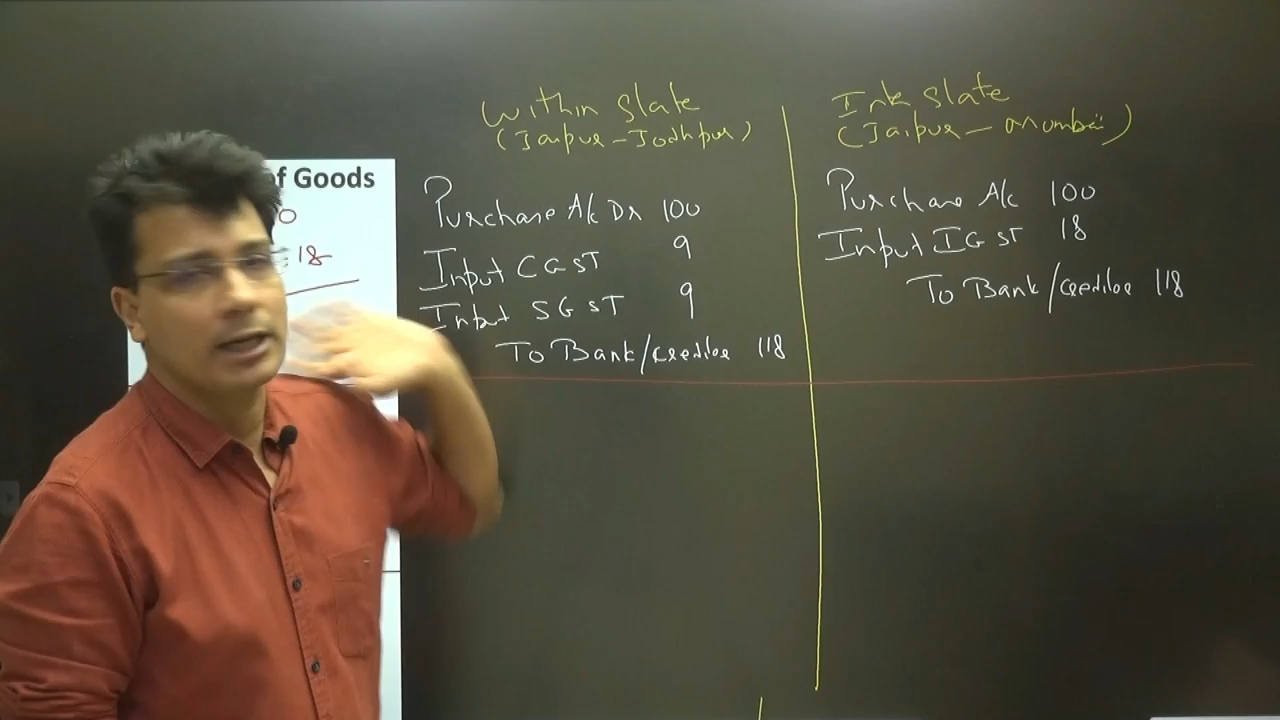 of Goods
18
Within State
(Jaipur - Jodhpur)
Purchase A/c Dr 100
Input CGST 9
Input SGST 9
To Bank/creditor 118
Inter State
(Jaipur - Mumbai)
Purchase A/c 100
Input IGST 18
To Bank/creditor 118